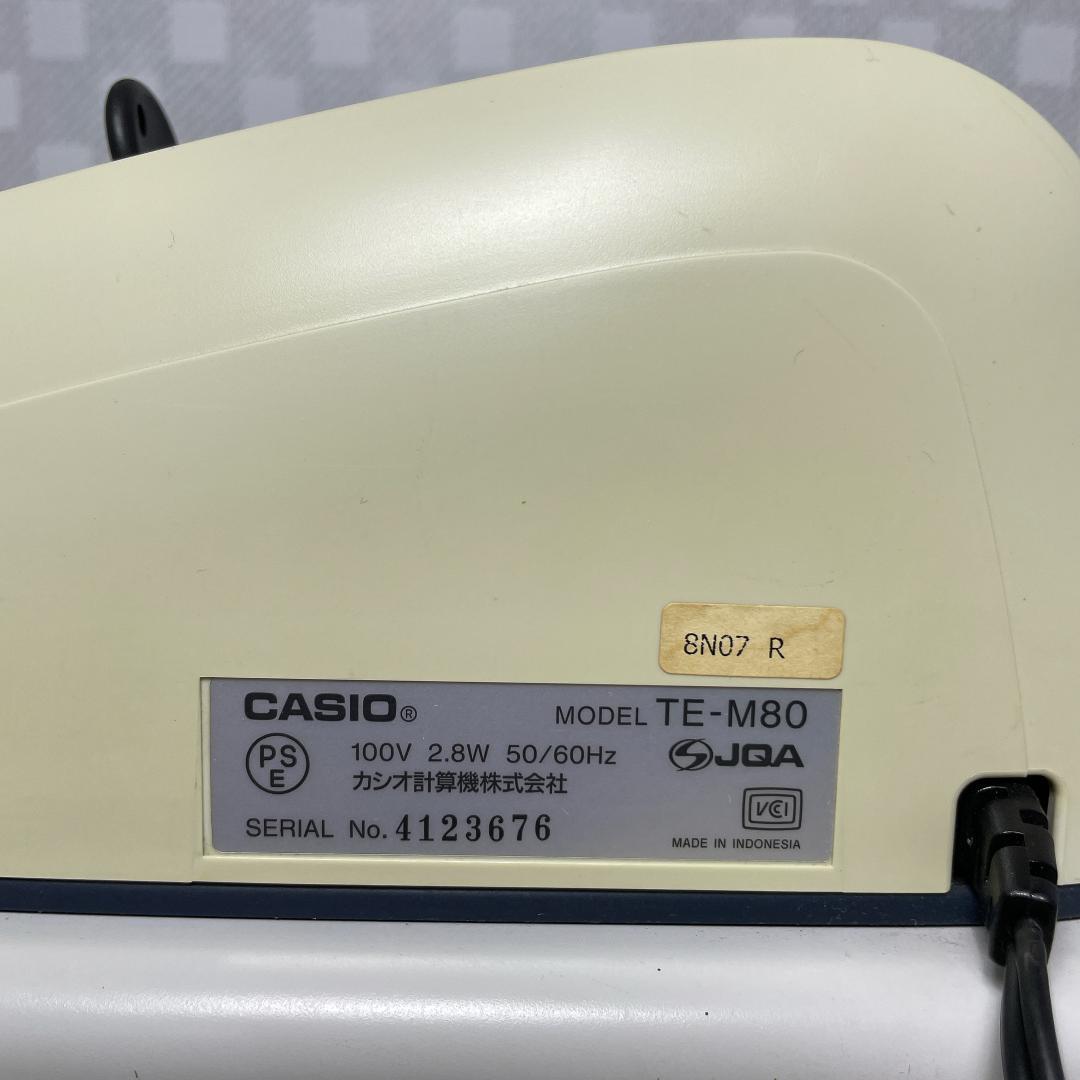 8N07 R
CASIO® MODEL TE-M80
PS E 100V 2.8W 50/60Hz JQA
カシオ計算機株式会社
VCCI
SERIAL No. 4123676
MADE IN INDONESIA